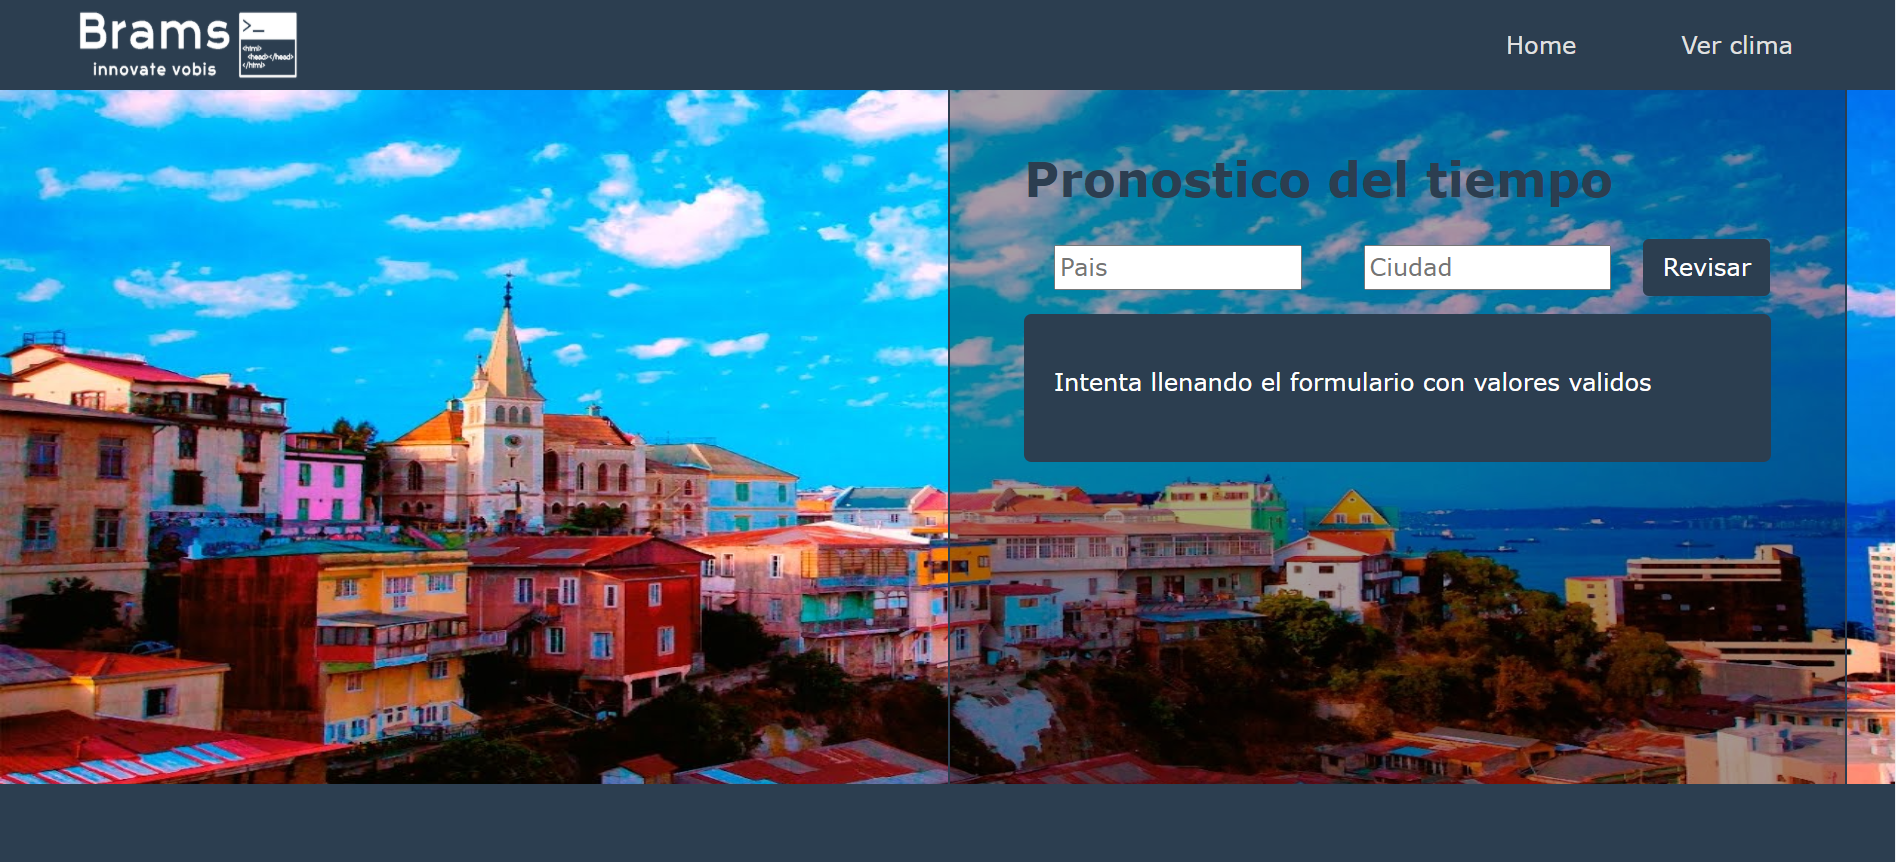 Brams
innovate vobis
>_
<html>
<head></head>
</html>
Home
Ver clima
Pronostico del tiempo
Pais
Ciudad
Revisar
Intenta llenando el formulario con valores validos